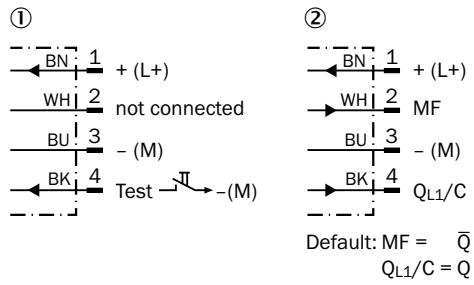 ① ②
BN 1 + (L+) BN 1 + (L+)
WH 2 not connected WH 2 MF
BU 3 – (M) BU 3 – (M)
BK 4 Test –(M) BK 4 QL1/C
Default: MF = Q̅
QL1/C = Q